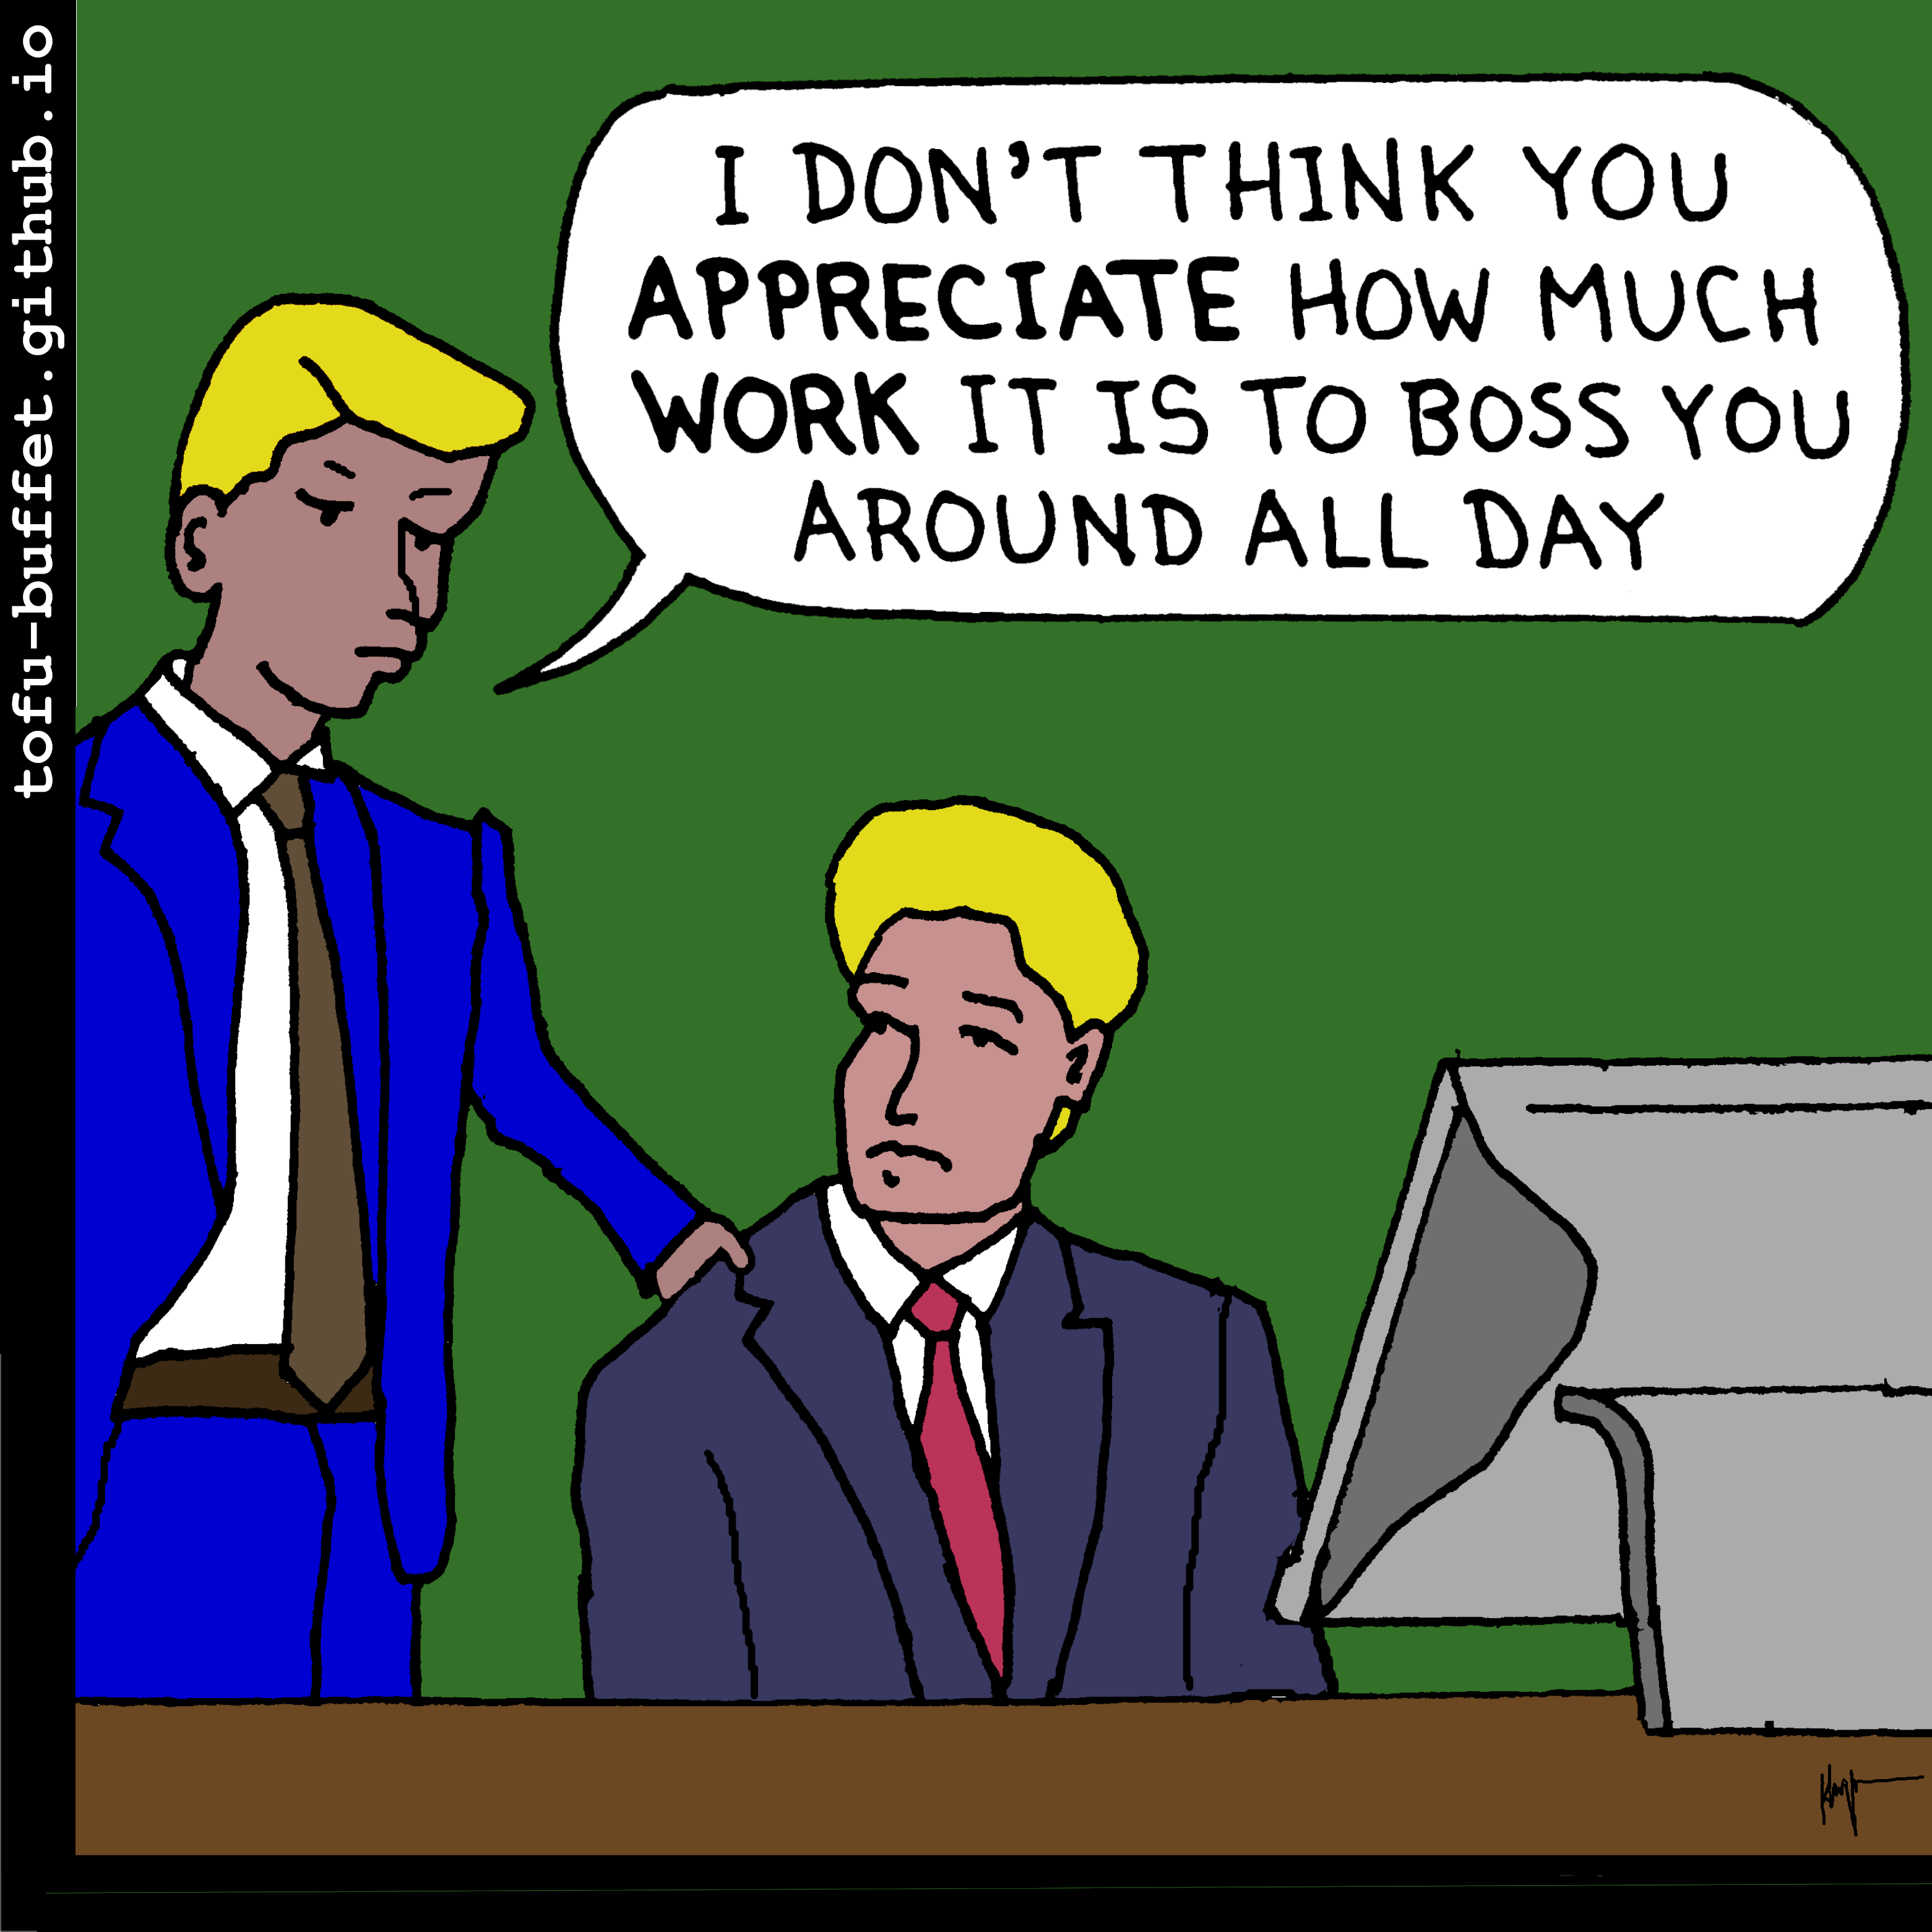 tofu-buffet.github.io
I DON'T THINK YOU
APPRECIATE HOW MUCH
WORK IT IS TO BOSS YOU
AROUND ALL DAY